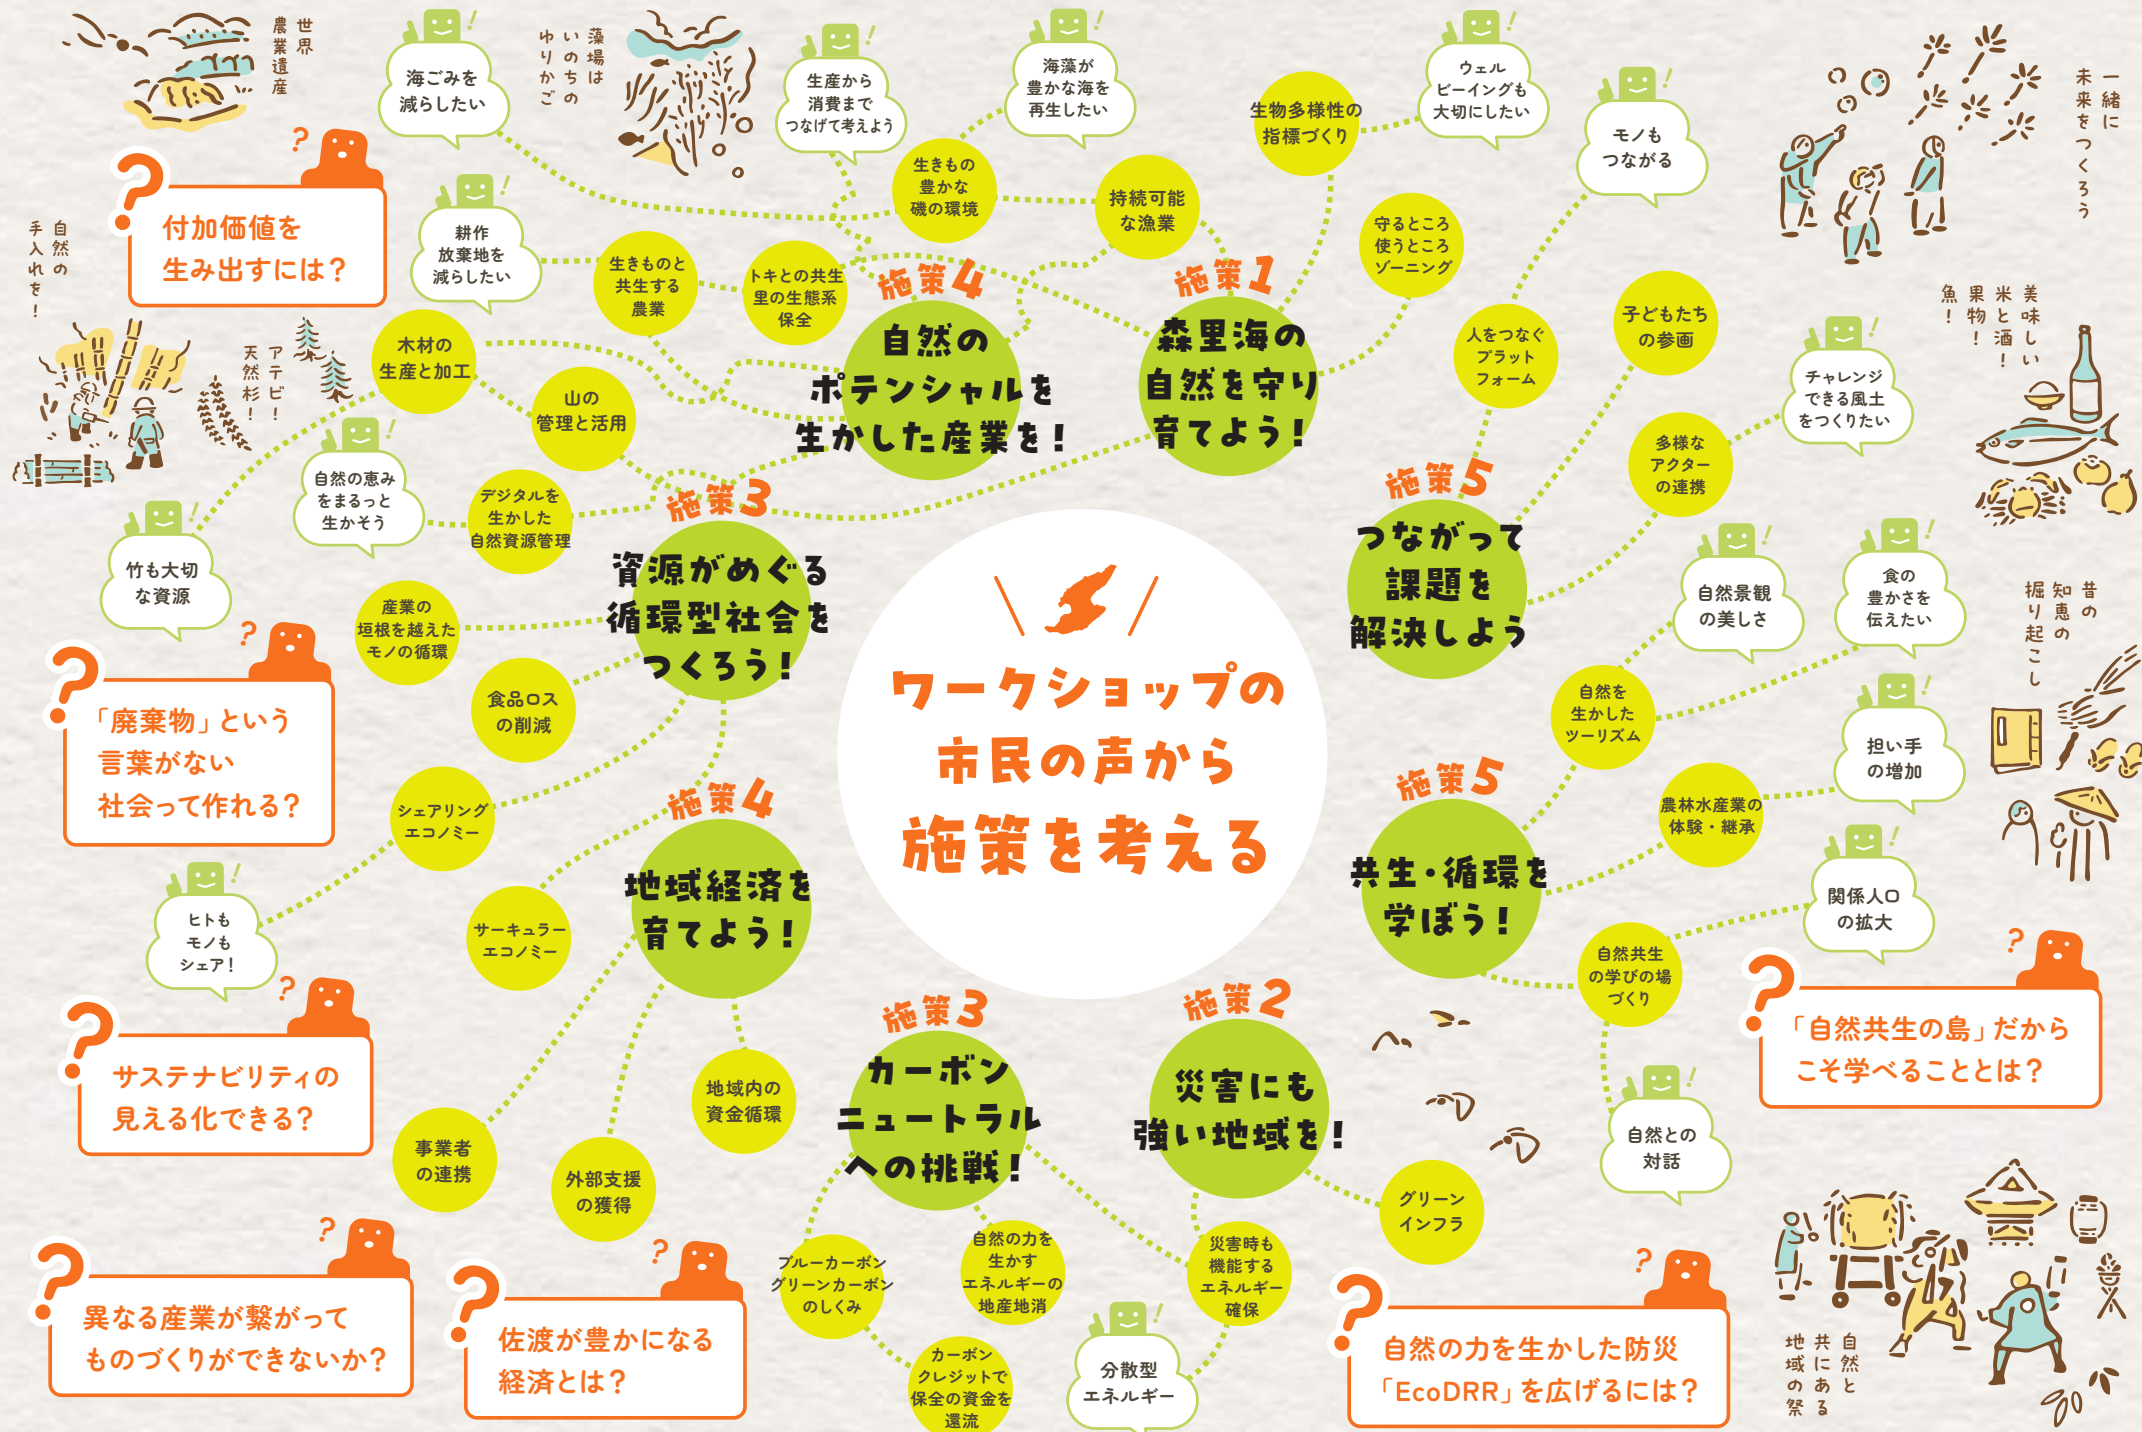 世界
農業遺産
藻場は
いのちの
ゆりかご
一緒に
未来をつくろう
自然の
手入れを!
アテビ!
天然杉!
美味しい
米と酒!
果物!
魚!
昔の
知恵の
掘り起こし
自然と
共にある
地域の祭
海ごみを
減らしたい
生産から
消費まで
つなげて考えよう
海藻が
豊かな海を
再生したい
ウェル
ビーイングも
大切にしたい
モノも
つながる
耕作
放棄地を
減らしたい
自然の恵み
をまるっと
生かそう
竹も大切
な資源
チャレンジ
できる風土
をつくりたい
自然景観
の美しさ
食の
豊かさを
伝えたい
担い手
の増加
関係人口
の拡大
自然との
対話
ヒトも
モノも
シェア!
分散型
エネルギー
?
付加価値を
生み出すには?
?
「廃棄物」という
言葉がない
社会って作れる?
?
サステナビリティの
見える化できる?
?
異なる産業が繋がって
ものづくりができないか?
?
佐渡が豊かになる
経済とは?
?
自然の力を生かした防災
「EcoDRR」を広げるには?
?
「自然共生の島」だから
こそ学べることとは?
ワークショップの
市民の声から
施策を考える
施策1
森里海の
自然を守り
育てよう!
生物多様性の
指標づくり
守るところ
使うところ
ゾーニング
持続可能
な漁業
施策4
自然の
ポテンシャルを
生かした産業を!
生きもの
豊かな
磯の環境
生きものと
共生する
農業
トキとの共生
里の生態系
保全
木材の
生産と加工
山の
管理と活用
施策3
資源がめぐる
循環型社会を
つくろう!
デジタルを
生かした
自然資源管理
産業の
垣根を越えた
モノの循環
食品ロス
の削減
シェアリング
エコノミー
サーキュラー
エコノミー
施策4
地域経済を
育てよう!
事業者
の連携
外部支援
の獲得
地域内の
資金循環
施策3
カーボン
ニュートラル
への挑戦!
ブルーカーボン
グリーンカーボン
のしくみ
自然の力を
生かす
エネルギーの
地産地消
カーボン
クレジットで
保全の資金を
還流
施策2
災害にも
強い地域を!
災害時も
機能する
エネルギー
確保
グリーン
インフラ
施策5
つながって
課題を
解決しよう
人をつなぐ
プラット
フォーム
子どもたち
の参画
多様な
アクター
の連携
施策5
共生・循環を
学ぼう!
自然を
生かした
ツーリズム
農林水産業の
体験・継承
自然共生
の学びの場
づくり